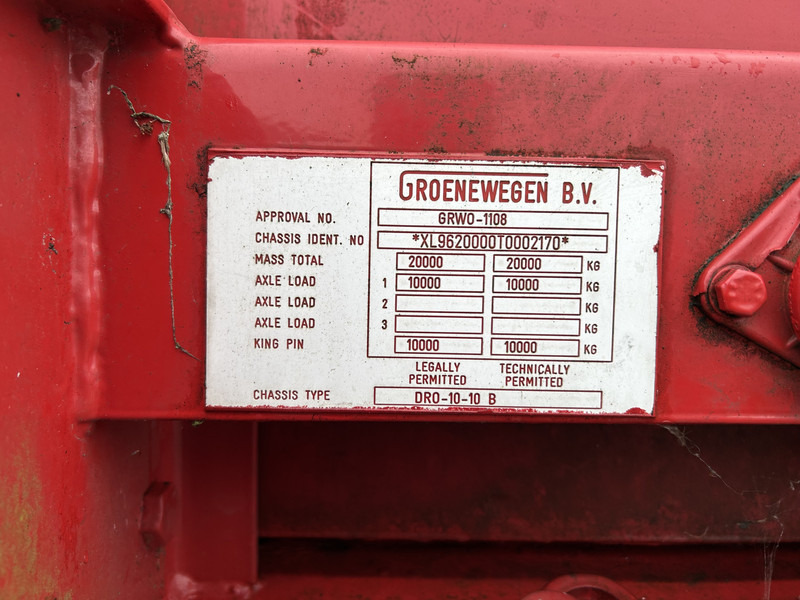 GROENEWEGEN B.V.
APPROVAL NO. GRWO-1108
CHASSIS IDENT. NO *XL9620000T0002170*
MASS TOTAL 20000 20000 KG
AXLE LOAD 1 10000 10000 KG
AXLE LOAD 2 KG
AXLE LOAD 3 KG
KING PIN 10000 10000 KG
LEGALLY PERMITTED TECHNICALLY PERMITTED
CHASSIS TYPE DRO-10-10 B